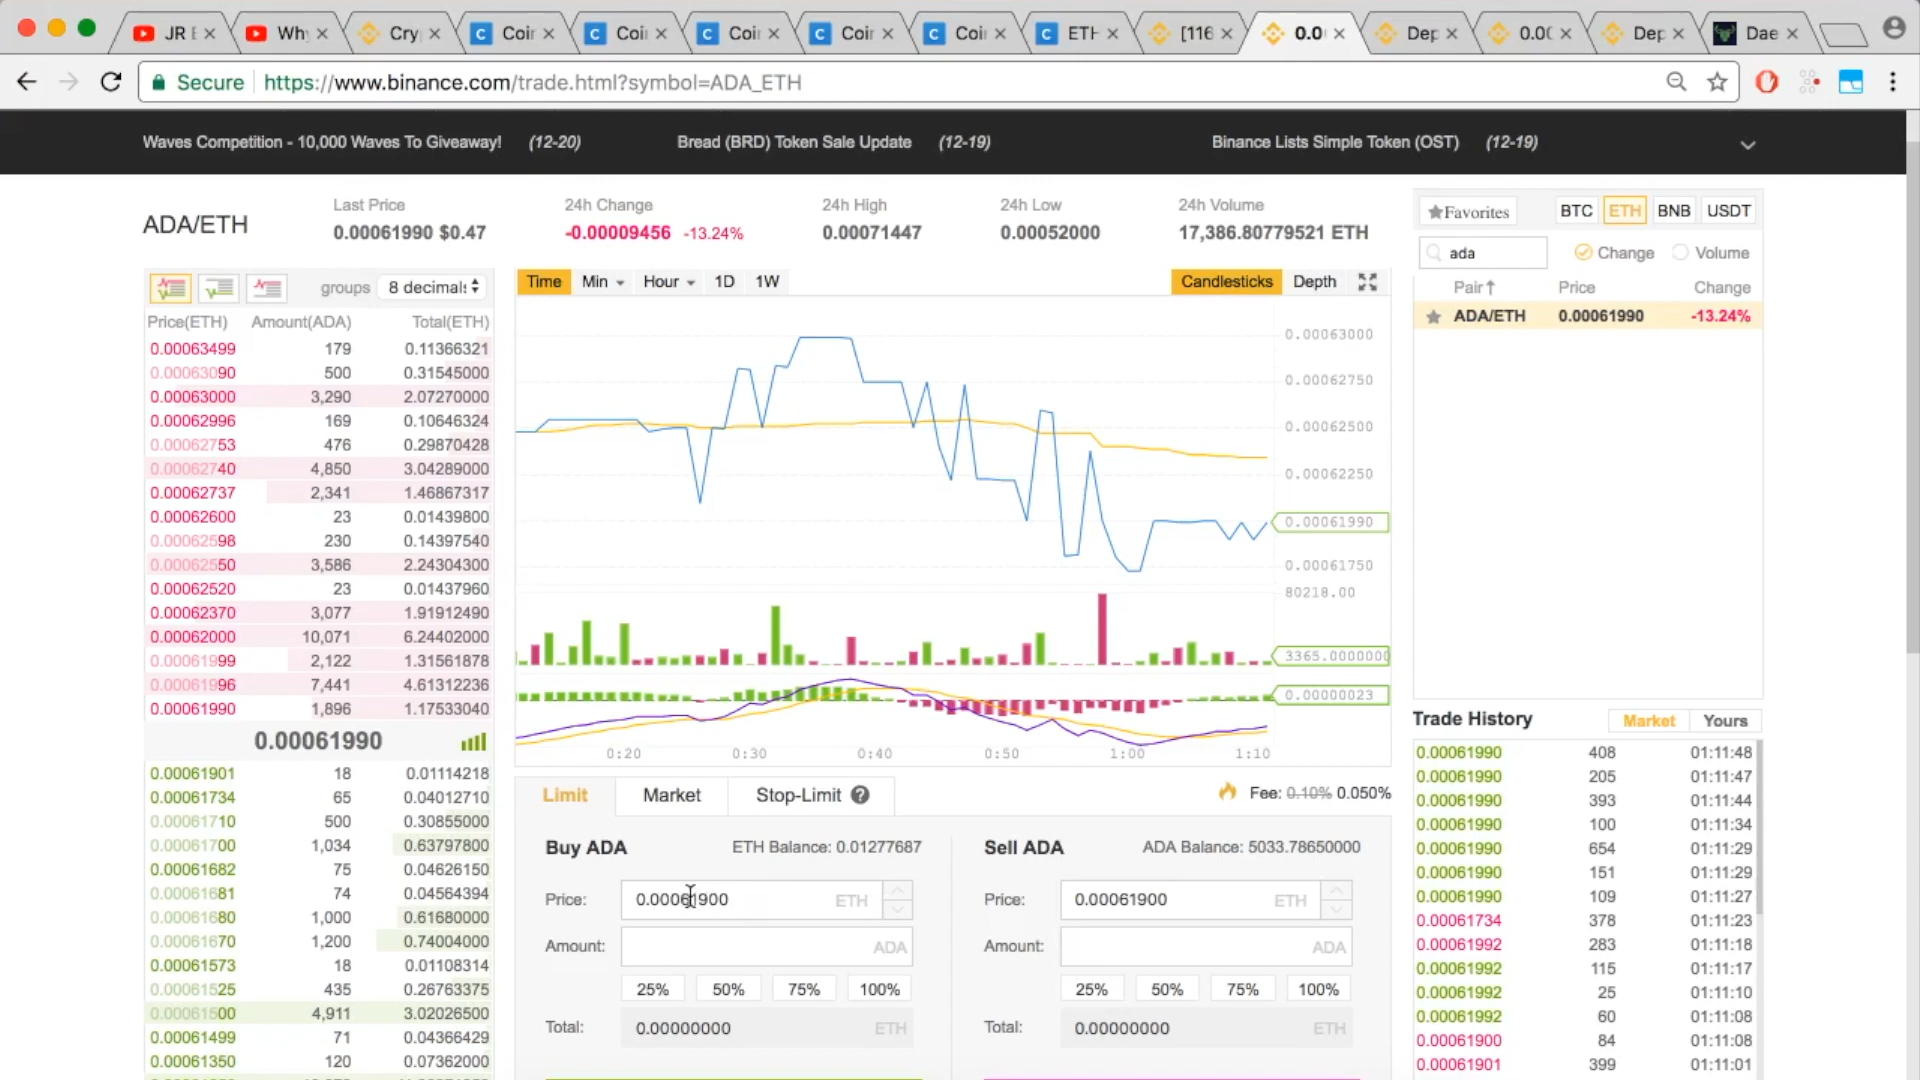 JR E
Why
Cry
Coin
Coin
Coin
Coin
Coin
ETH
[116
0.0
Dep
0.00
Dep
Dae
Secure https://www.binance.com/trade.html?symbol=ADA_ETH
Waves Competition - 10,000 Waves To Giveaway! (12-20) Bread (BRD) Token Sale Update (12-19) Binance Lists Simple Token (OST) (12-19)
ADA/ETH
Last Price
0.00061990 $0.47
24h Change
-0.00009456 -13.24%
24h High
0.00071447
24h Low
0.00052000
24h Volume
17,386.80779521 ETH
groups 8 decimals
Price(ETH) Amount(ADA) Total(ETH)
0.00063499 179 0.11366321
0.00063090 500 0.31545000
0.00063000 3,290 2.07270000
0.00062996 169 0.10646324
0.00062753 476 0.29870428
0.00062740 4,850 3.04289000
0.00062737 2,341 1.46867317
0.00062600 23 0.01439800
0.00062598 230 0.14397540
0.00062550 3,586 2.24304300
0.00062520 23 0.01437960
0.00062370 3,077 1.91912490
0.00062000 10,071 6.24402000
0.00061999 2,122 1.31561878
0.00061996 7,441 4.61312236
0.00061990 1,896 1.17533040
0.00061990
0.00061901 18 0.01114218
0.00061734 65 0.04012710
0.00061710 500 0.30855000
0.00061700 1,034 0.63797800
0.00061682 75 0.04626150
0.00061681 74 0.04564394
0.00061680 1,000 0.61680000
0.00061670 1,200 0.74004000
0.00061573 18 0.01108314
0.00061525 435 0.26763375
0.00061500 4,911 3.02026500
0.00061499 71 0.04366429
0.00061350 120 0.07362000
Time Min Hour 1D 1W Candlesticks Depth
0.00063000
0.00062750
0.00062500
0.00062250
0.00061990
0.00061750
80218.00
3365.0000000
0.00000023
0:20 0:30 0:40 0:50 1:00 1:10
Limit Market Stop-Limit ? Fee: 0.10% 0.050%
Buy ADA ETH Balance: 0.01277687
Price: 0.00061900 ETH
Amount: ADA
25% 50% 75% 100%
Total: 0.00000000 ETH
Sell ADA ADA Balance: 5033.78650000
Price: 0.00061900 ETH
Amount: ADA
25% 50% 75% 100%
Total: 0.00000000 ETH
Favorites BTC ETH BNB USDT
ada Change Volume
Pair Price Change
ADA/ETH 0.00061990 -13.24%
Trade History Market Yours
0.00061990 408 01:11:48
0.00061990 205 01:11:47
0.00061990 393 01:11:44
0.00061990 100 01:11:34
0.00061990 654 01:11:29
0.00061990 151 01:11:29
0.00061990 109 01:11:27
0.00061734 378 01:11:23
0.00061992 283 01:11:18
0.00061992 115 01:11:17
0.00061992 25 01:11:10
0.00061992 60 01:11:08
0.00061900 84 01:11:08
0.00061901 399 01:11:01